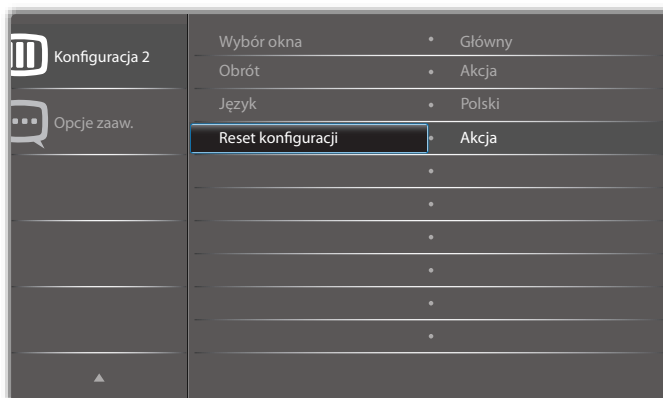 Konfiguracja 2
Opcje zaaw.
Wybór okna • Główny
Obrót • Akcja
Język • Polski
Reset konfiguracji • Akcja